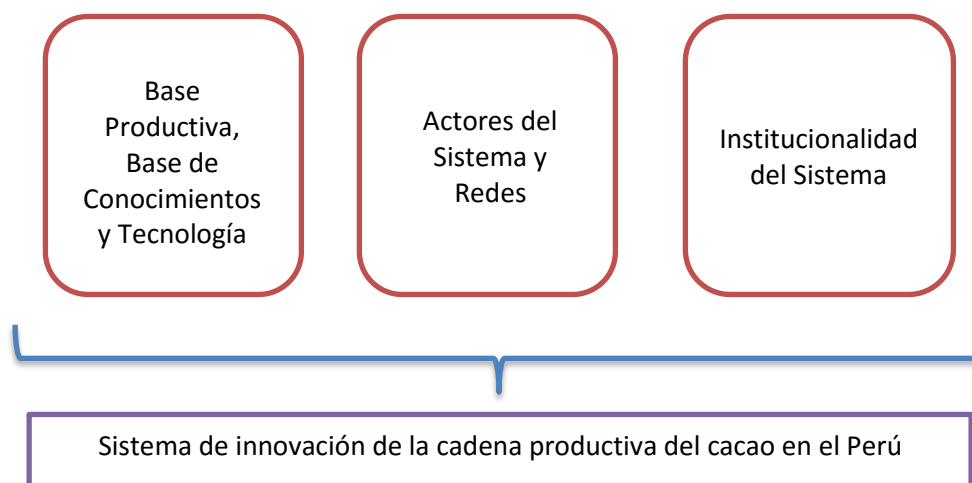 Base
Productiva,
Base de
Conocimientos
y Tecnología
Actores del
Sistema y
Redes
Institucionalidad
del Sistema
Sistema de innovación de la cadena productiva del cacao en el Perú